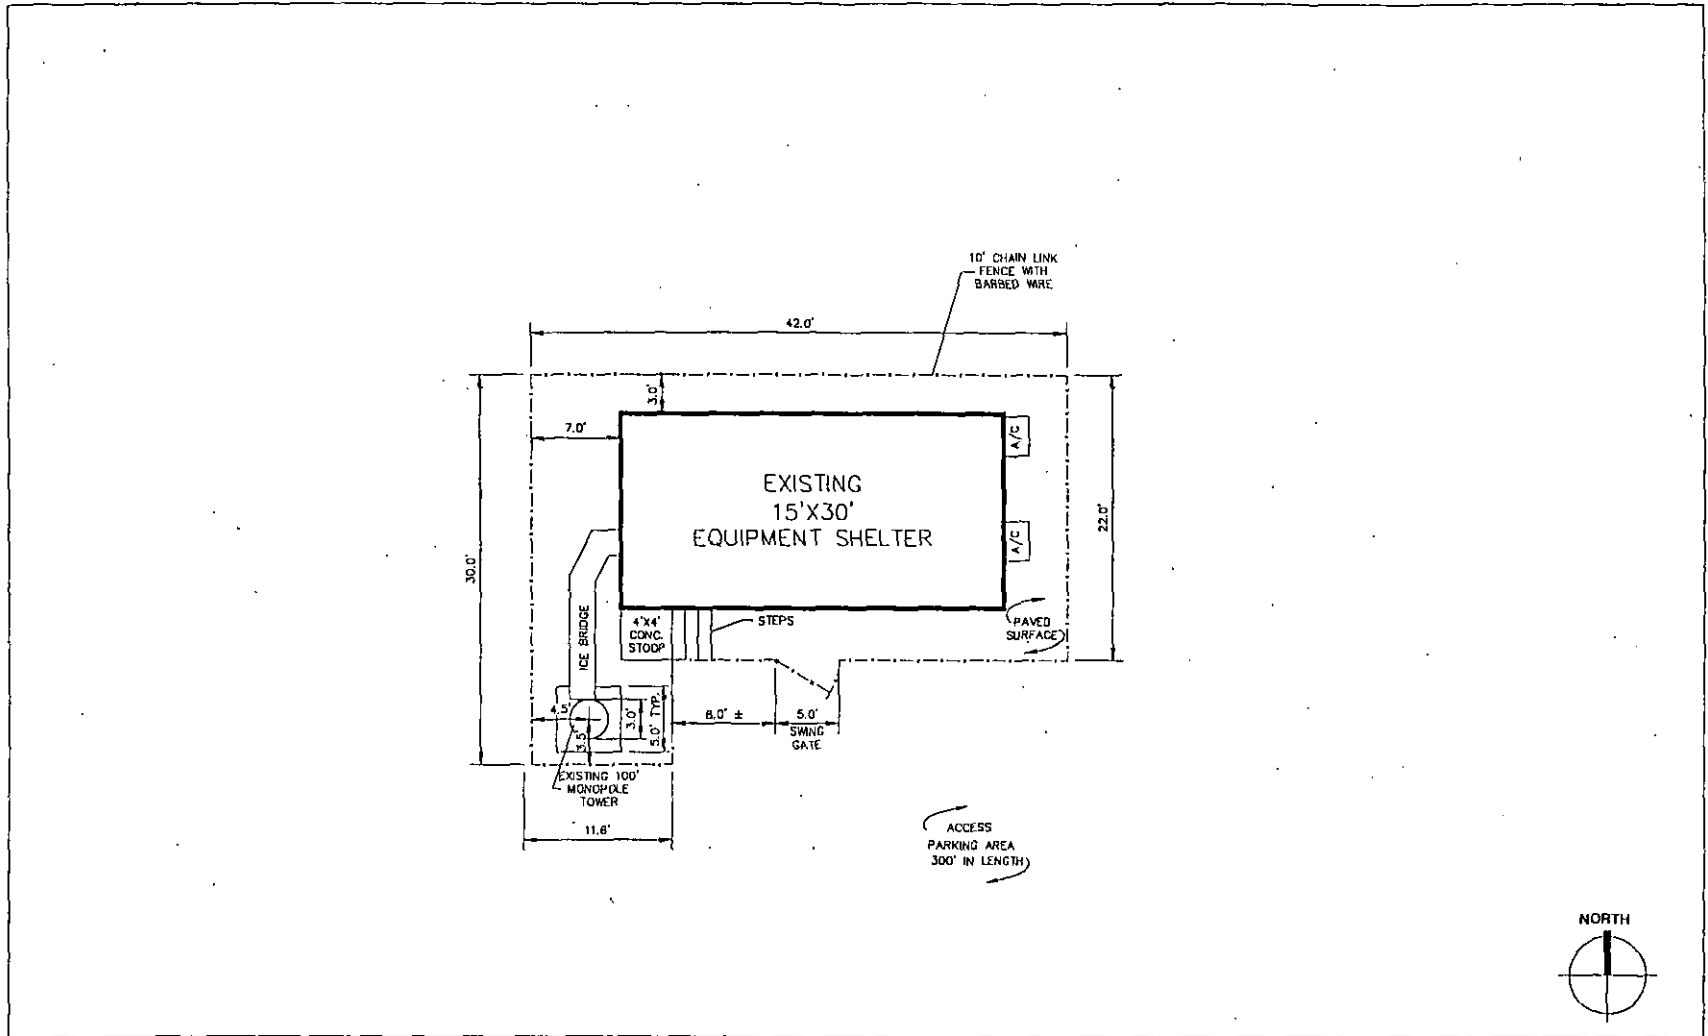 10' CHAIN LINK
FENCE WITH
BARBED WIRE
42.0'
3.0'
7.0'
A/C
EXISTING
15'X30'
EQUIPMENT SHELTER
A/C
22.0'
30.0'
ICE BRIDGE
4'X4'
CONC.
STOOP
STEPS
PAVED
SURFACE
4.5'
3.5'
3.0'
5.0' TYP.
8.0' ±
5.0'
SWING
GATE
EXISTING 100'
MONOPOLE
TOWER
11.6'
ACCESS
PARKING AREA
300' IN LENGTH
NORTH